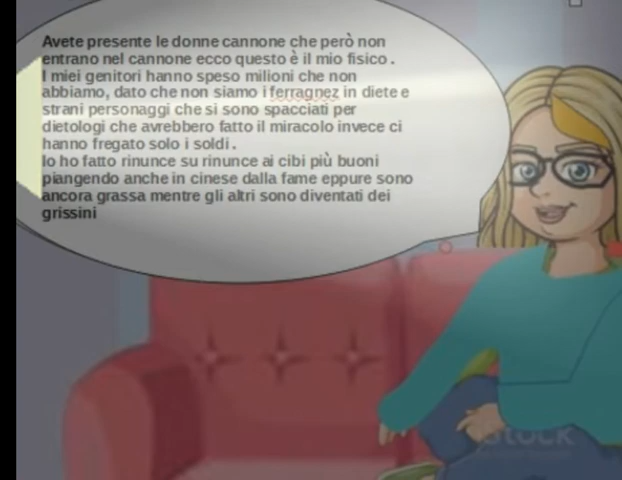 Avete presente le donne cannone che però non
entrano nel cannone ecco questo è il mio fisico .
I miei genitori hanno speso milioni che non
abbiamo, dato che non siamo i ferragnez in diete e
strani personaggi che si sono spacciati per
dietologi che avrebbero fatto il miracolo invece ci
hanno fregato solo i soldi .
Io ho fatto rinunce su rinunce ai cibi più buoni
piangendo anche in cinese dalla fame eppure sono
ancora grassa mentre gli altri sono diventati dei
grissini
stock